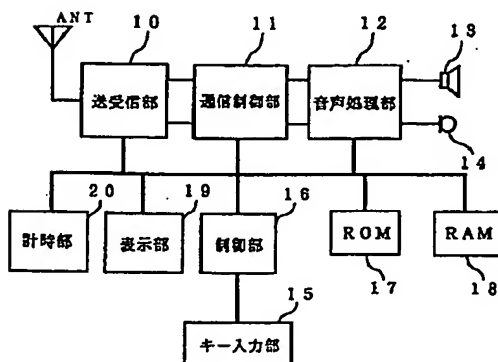 ANT
10
11
12
13
送受信部
通信制御部
音声処理部
14
20
19
16
計時部
表示部
制御部
ROM
RAM
17
18
15
キー入力部